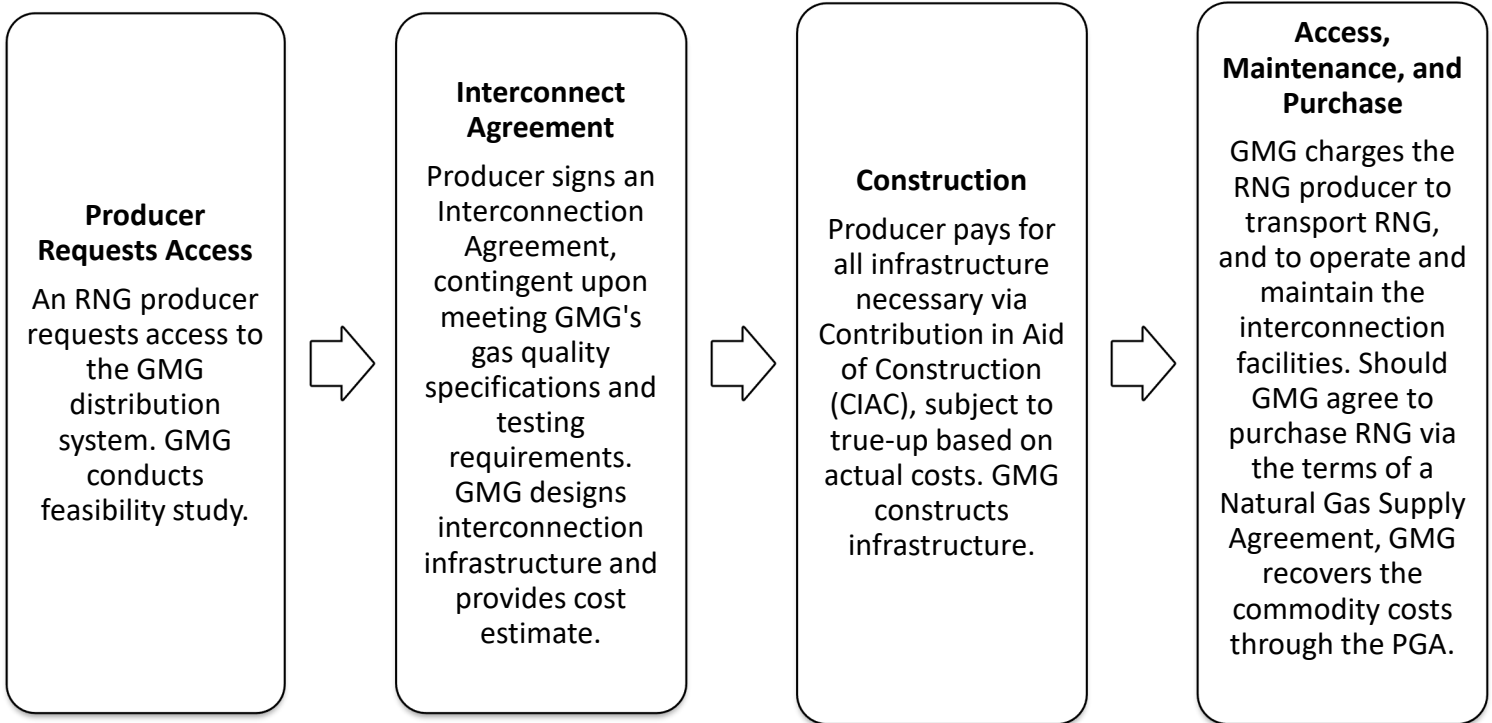 Producer
Requests Access
An RNG producer
requests access to
the GMG
distribution
system. GMG
conducts
feasibility study.
Interconnect
Agreement
Producer signs an
Interconnection
Agreement,
contingent upon
meeting GMG's
gas quality
specifications and
testing
requirements.
GMG designs
interconnection
infrastructure and
provides cost
estimate.
Construction
Producer pays for
all infrastructure
necessary via
Contribution in Aid
of Construction
(CIAC), subject to
true-up based on
actual costs. GMG
constructs
infrastructure.
Access,
Maintenance, and
Purchase
GMG charges the
RNG producer to
transport RNG,
and to operate and
maintain the
interconnection
facilities. Should
GMG agree to
purchase RNG via
the terms of a
Natural Gas Supply
Agreement, GMG
recovers the
commodity costs
through the PGA.